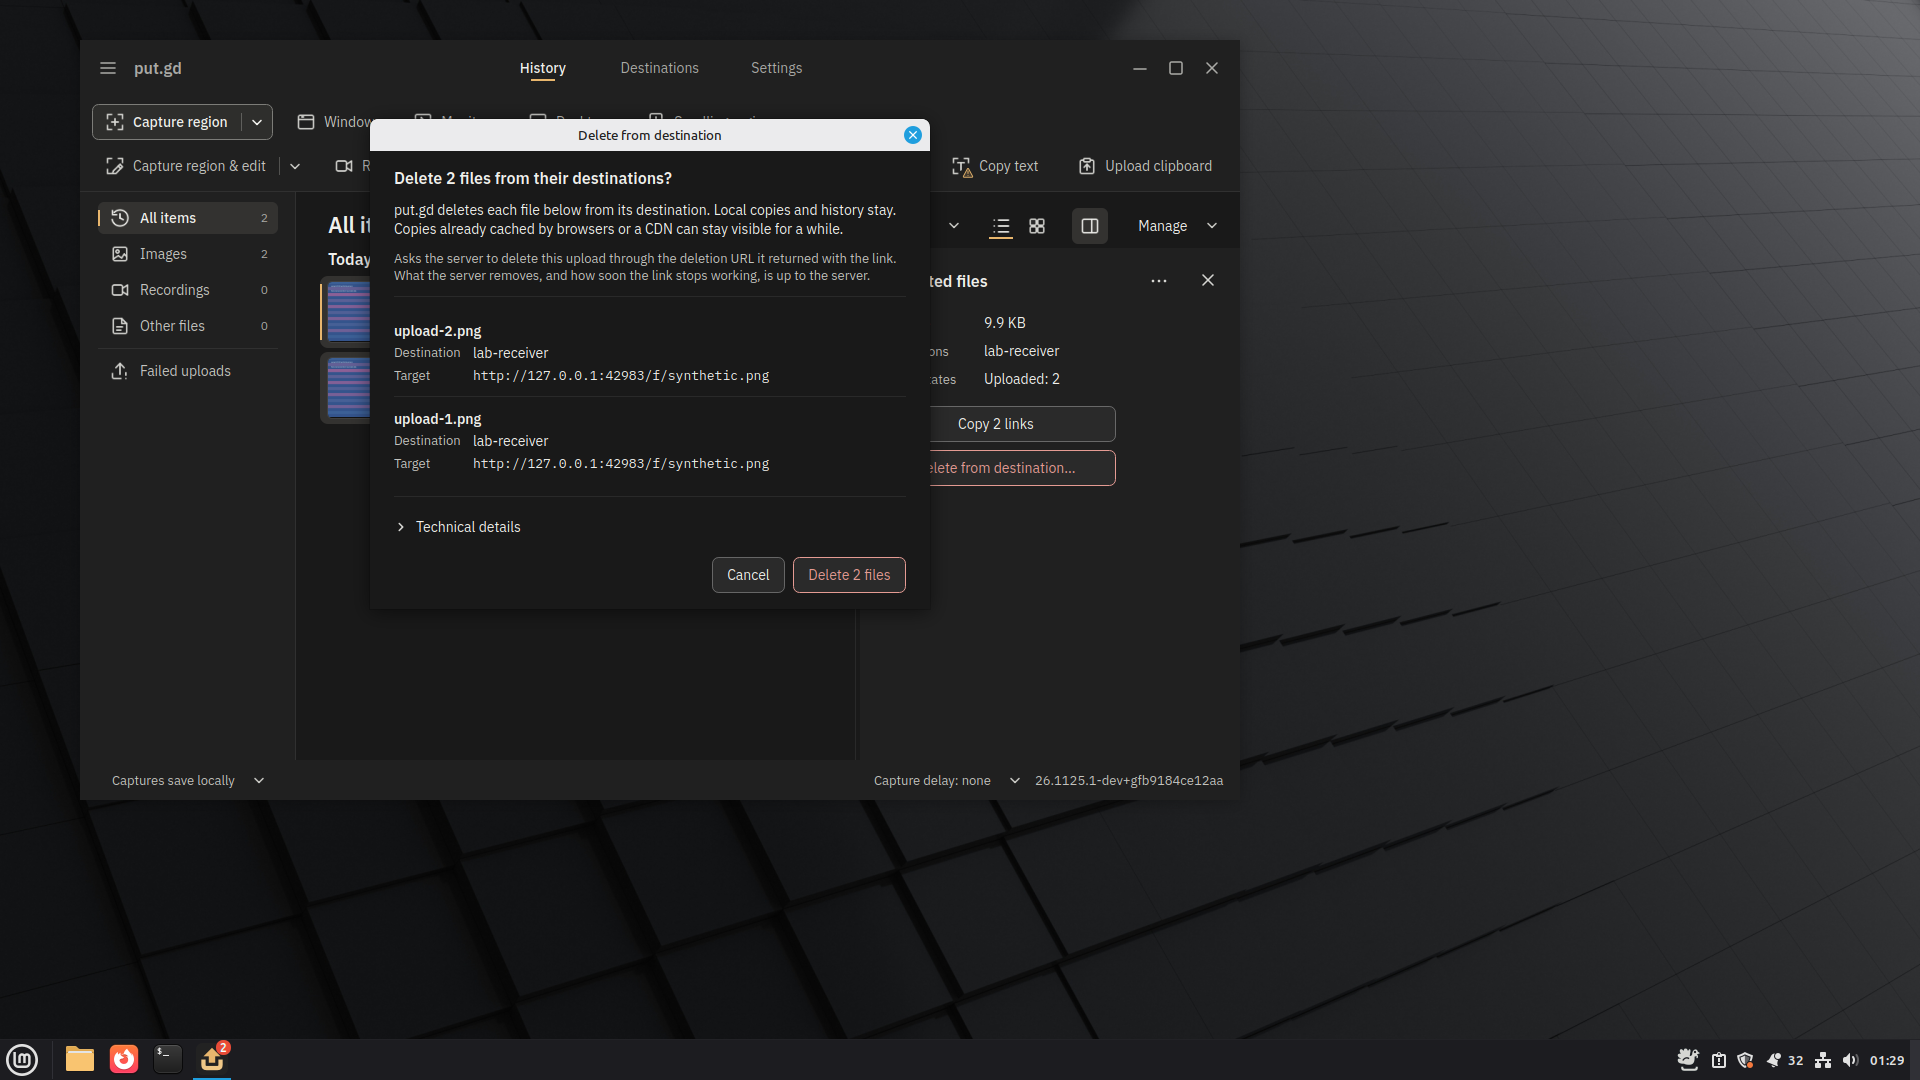 put.gd
History
Destinations
Settings
Capture region
Capture region & edit
Copy text
Upload clipboard
All items 2
Images 2
Recordings 0
Other files 0
Failed uploads
Today
Manage
Delete from destination
Delete 2 files from their destinations?
put.gd deletes each file below from its destination. Local copies and history stay.
Copies already cached by browsers or a CDN can stay visible for a while.
Asks the server to delete this upload through the deletion URL it returned with the link.
What the server removes, and how soon the link stops working, is up to the server.
upload-2.png
Destination lab-receiver
Target http://127.0.0.1:42983/f/synthetic.png
upload-1.png
Destination lab-receiver
Target http://127.0.0.1:42983/f/synthetic.png
Technical details
Cancel
Delete 2 files
files
9.9 KB
lab-receiver
Uploaded: 2
Copy 2 links
from destination...
Captures save locally
Capture delay: none
26.1125.1-dev+gfb9184ce12aa
$_
2
32
01:29